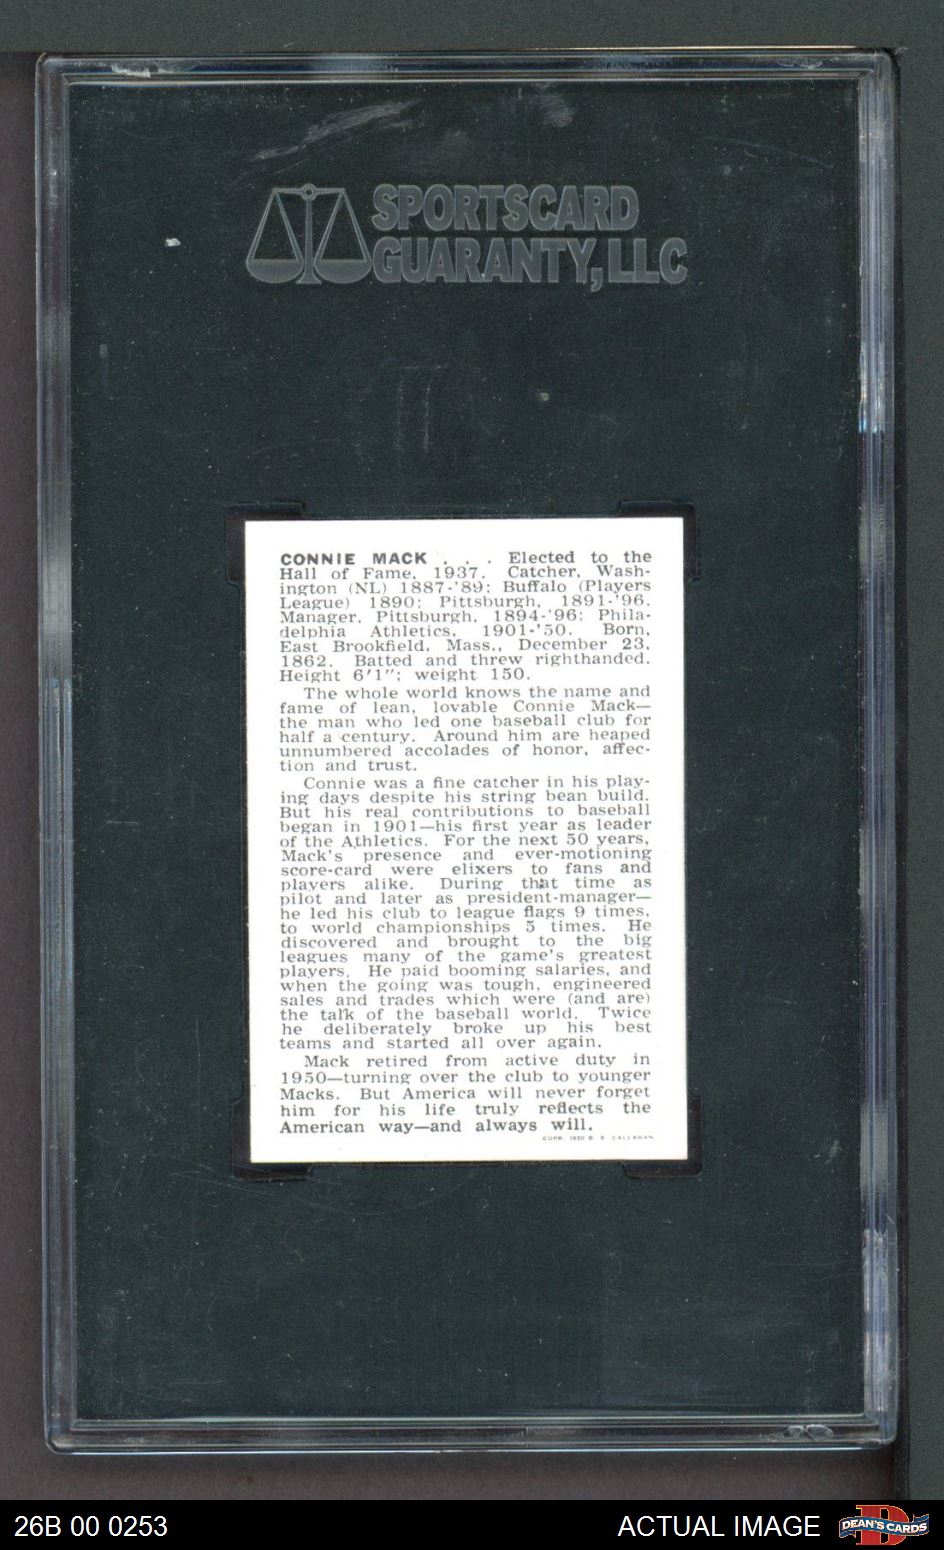 SPORTSCARD
GUARANTY, LLC
CONNIE MACK . . . Elected to the
Hall of Fame, 1937. Catcher, Wash-
ington (NL) 1887-'89; Buffalo (Players
League) 1890; Pittsburgh, 1891-'96.
Manager, Pittsburgh, 1894-'96; Phila-
delphia Athletics, 1901-'50. Born,
East Brookfield, Mass., December 23,
1862. Batted and threw righthanded.
Height 6'1"; weight 150.
The whole world knows the name and
fame of lean, lovable Connie Mack—
the man who led one baseball club for
half a century. Around him are heaped
unnumbered accolades of honor, affec-
tion and trust.
Connie was a fine catcher in his play-
ing days despite his string bean build.
But his real contributions to baseball
began in 1901—his first year as leader
of the Athletics. For the next 50 years,
Mack's presence and ever-motioning
score-card were elixers to fans and
players alike. During that time as
pilot and later as president-manager—
he led his club to league flags 9 times,
to world championships 5 times. He
discovered and brought to the big
leagues many of the game's greatest
players. He paid booming salaries, and
when the going was tough, engineered
sales and trades which were (and are)
the talk of the baseball world. Twice
he deliberately broke up his best
teams and started all over again.
Mack retired from active duty in
1950—turning over the club to younger
Macks. But America will never forget
him for his life truly reflects the
American way—and always will.
COPR. 1950 B. E. CALLAHAN
26B 00 0253
ACTUAL IMAGE
D
DEAN'S CARDS